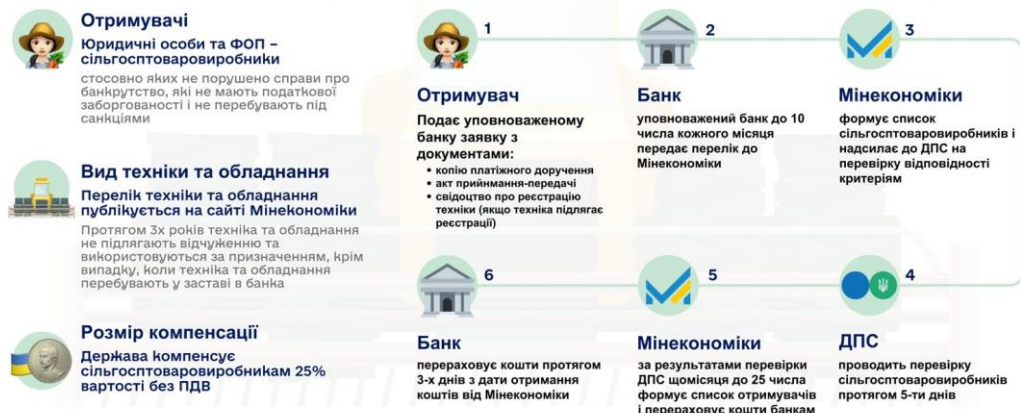 Отримувачі
Юридичні особи та ФОП –
сільгосптоваровиробники
стосовно яких не порушено справи про
банкрутство, які не мають податкової
заборгованості і не перебувають під
санкціями
Вид техніки та обладнання
Перелік техніки та обладнання
публікується на сайті Мінекономіки
Протягом 3х років техніка та обладнання
не підлягають відчуженню та
використовуються за призначенням, крім
випадку, коли техніка та обладнання
перебувають у заставі в банка
Розмір компенсації
Держава компенсує
сільгосптоваровиробникам 25%
вартості без ПДВ
1
Отримувач
Подає уповноваженому
банку заявку з
документами:
• копію платіжного доручення
• акт приймання-передачі
• свідоцтво про реєстрацію
техніки (якщо техніка підлягає
реєстрації)
2
Банк
уповноважений банк до 10
числа кожного місяця
передає перелік до
Мінекономіки
3
Мінекономіки
формує список
сільгосптоваровиробників і
надсилає до ДПС на
перевірку відповідності
критеріям
4
ДПС
проводить перевірку
сільгосптоваровиробників
протягом 5-ти днів
5
Мінекономіки
за результатами перевірки
ДПС щомісяця до 25 числа
формує список отримувачів
і перераховує кошти банкам
6
Банк
перераховує кошти протягом
3-х днів з дати отримання
коштів від Мінекономіки